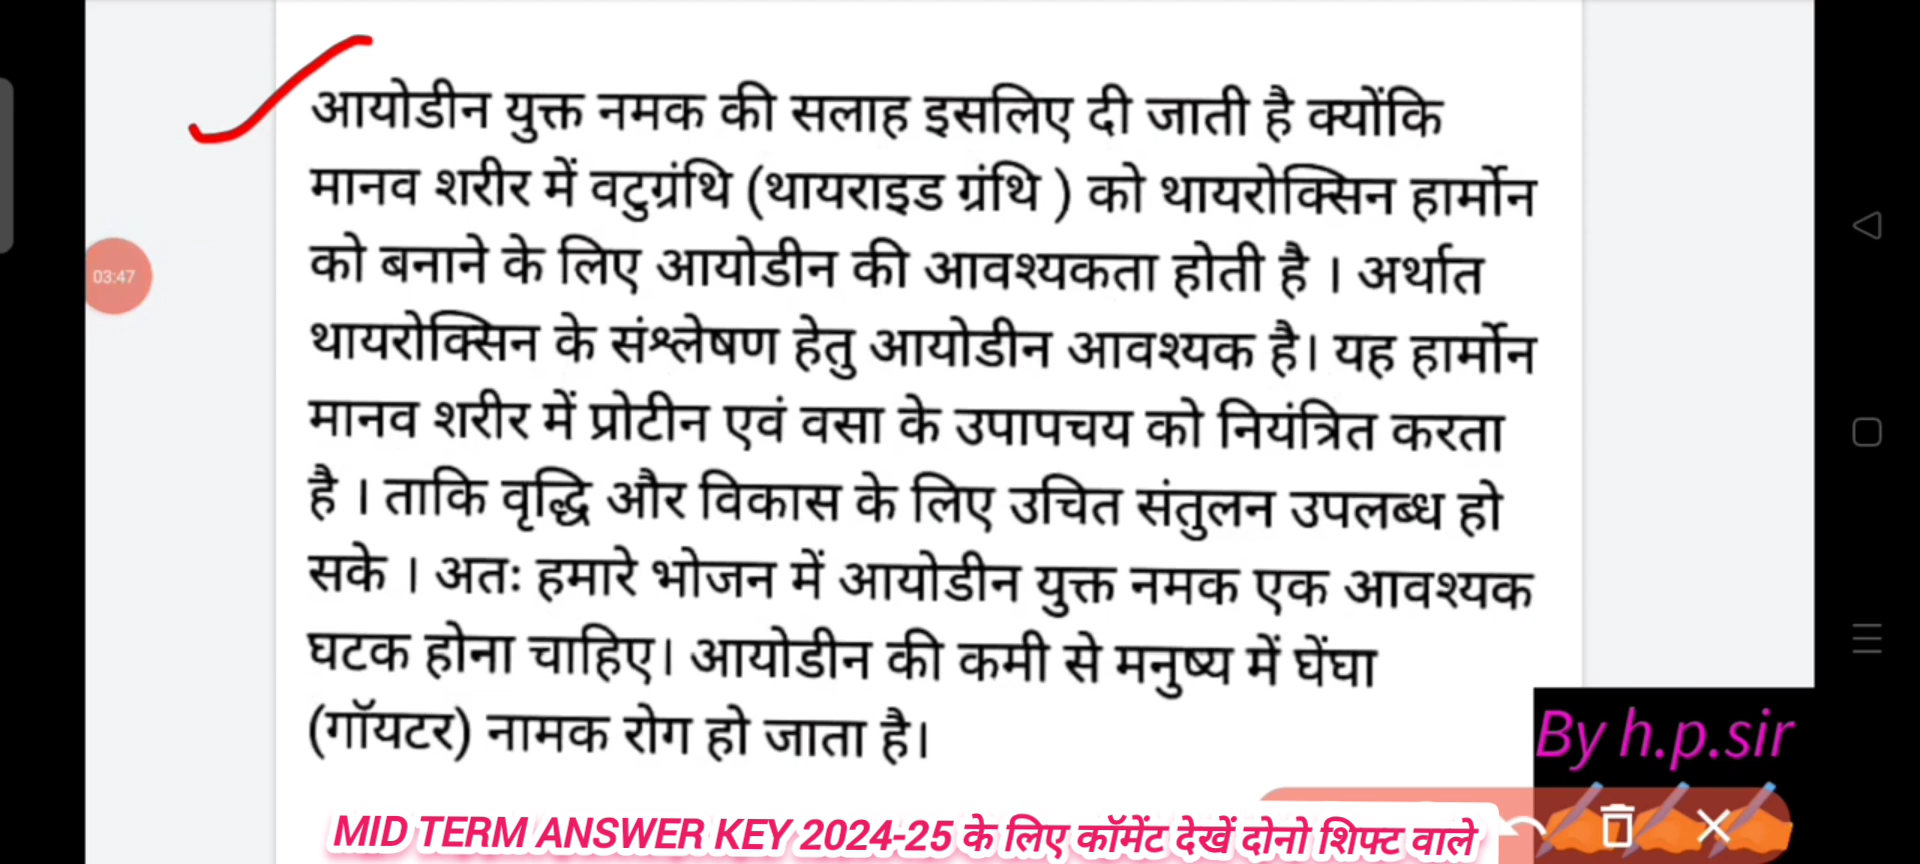 आयोडीन युक्त नमक की सलाह इसलिए दी जाती है क्योंकि
मानव शरीर में वटुग्रंथि (थायराइड ग्रंथि ) को थायरोक्सिन हार्मोन
को बनाने के लिए आयोडीन की आवश्यकता होती है । अर्थात
थायरोक्सिन के संश्लेषण हेतु आयोडीन आवश्यक है। यह हार्मोन
मानव शरीर में प्रोटीन एवं वसा के उपापचय को नियंत्रित करता
है । ताकि वृद्धि और विकास के लिए उचित संतुलन उपलब्ध हो
सके । अतः हमारे भोजन में आयोडीन युक्त नमक एक आवश्यक
घटक होना चाहिए। आयोडीन की कमी से मनुष्य में घेंघा
(गॉयटर) नामक रोग हो जाता है।
03:47
By h.p.sir
MID TERM ANSWER KEY 2024-25 के लिए कॉमेंट देखें दोनो शिफ्ट वाले